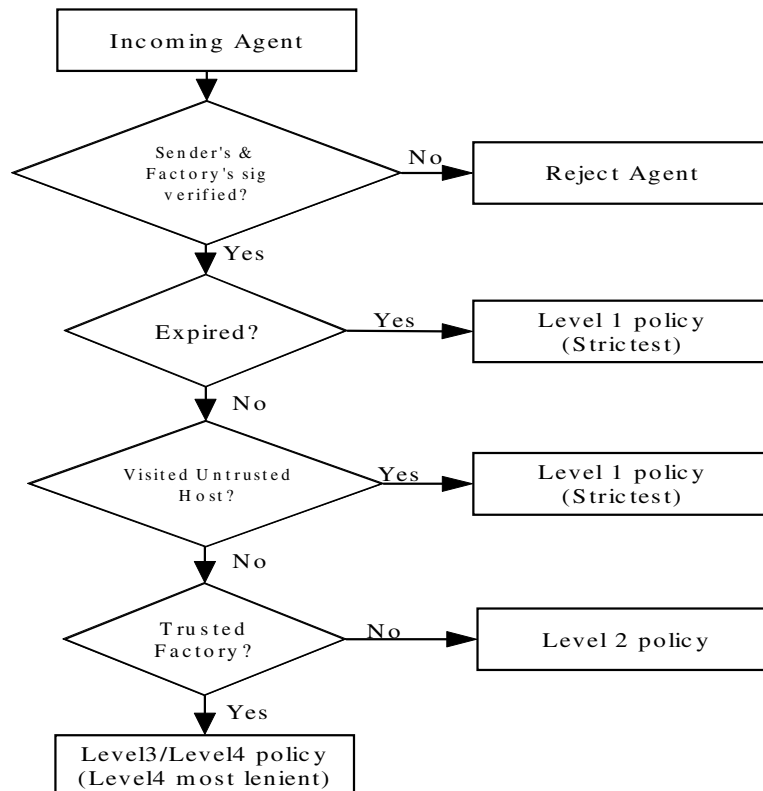 Incoming Agent
Sender's &
Factory's sig
verified?
No
Reject Agent
Yes
Expired?
Yes
Level 1 policy
(Strictest)
No
Visited Untrusted
Host?
Yes
Level 1 policy
(Strictest)
No
Trusted
Factory?
No
Level 2 policy
Yes
Level3/Level4 policy
(Level4 most lenient)